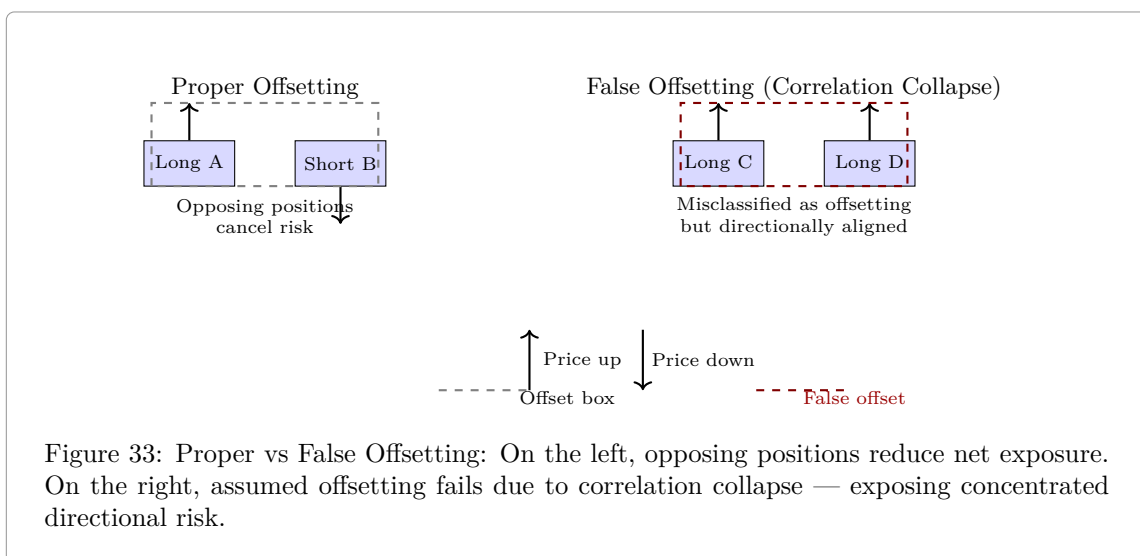 Proper Offsetting
False Offsetting (Correlation Collapse)
Long A
Short B
Long C
Long D
Opposing positions
cancel risk
Misclassified as offsetting
but directionally aligned
Price up
Price down
Offset box
False offset
Figure 33: Proper vs False Offsetting: On the left, opposing positions reduce net exposure.
On the right, assumed offsetting fails due to correlation collapse — exposing concentrated
directional risk.